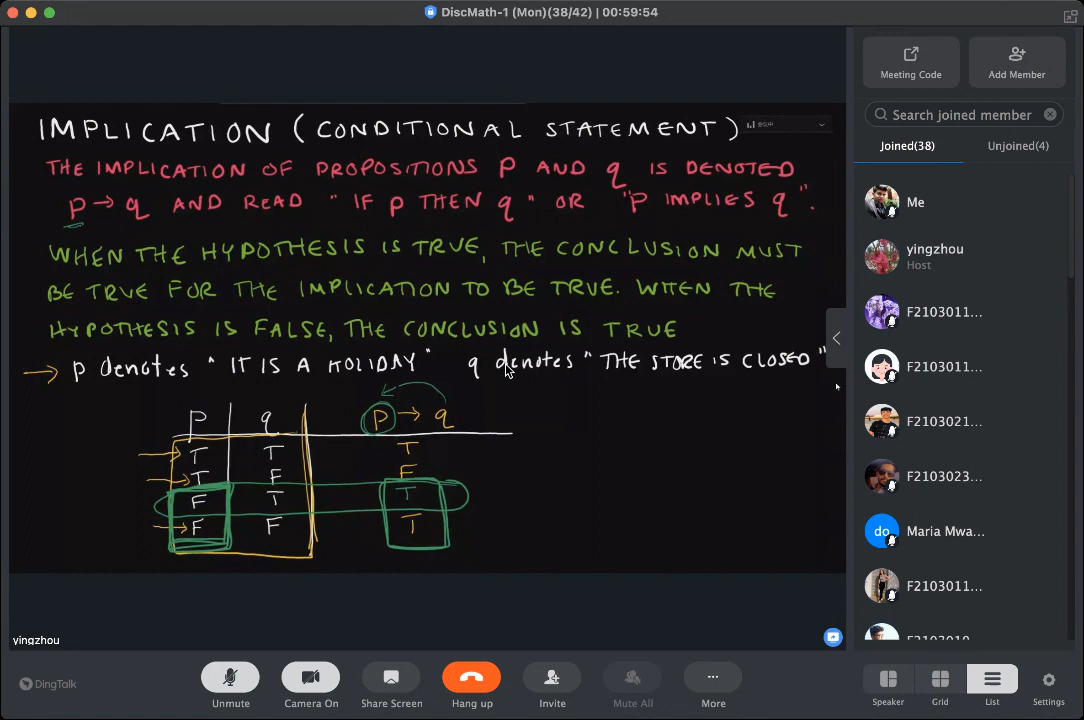 DiscMath-1 (Mon)(38/42) | 00:59:54
IMPLICATION (CONDITIONAL STATEMENT)
THE IMPLICATION OF PROPOSITIONS P AND q IS DENOTED
P → q AND READ "IF P THEN q" OR "P IMPLIES q".
WHEN THE HYPOTHESIS IS TRUE, THE CONCLUSION MUST
BE TRUE FOR THE IMPLICATION TO BE TRUE. WHEN THE
HYPOTHESIS IS FALSE, THE CONCLUSION IS TRUE
→ P denotes "IT IS A HOLIDAY" q denotes "THE STORE IS CLOSED"
P q P → q
T T T
T F F
F T T
F F T
yingzhou
Meeting Code
Add Member
Search joined member
Joined(38) Unjoined(4)
Me
yingzhou
Host
F2103011...
F2103011...
F2103021...
F2103023...
do Maria Mwa...
F2103011...
F2103010
DingTalk
Unmute
Camera On
Share Screen
Hang up
Invite
Mute All
More
Speaker
Grid
List
Settings